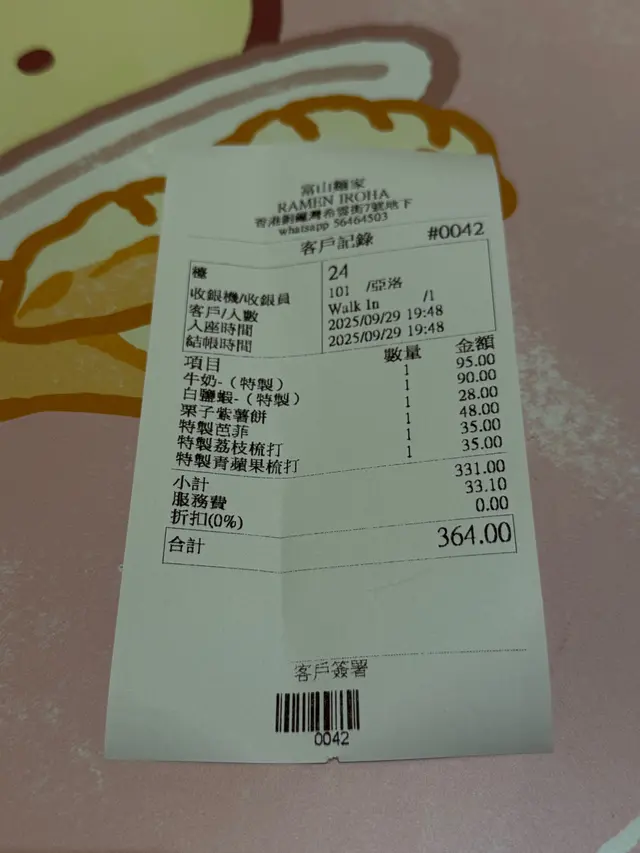 富山麵家
RAMEN IROHA
香港銅鑼灣希雲街7號地下
whatsapp 56464503
客戶記錄 #0042
檯 24
收銀機/收銀員 101 /亞洛
客戶/人數 Walk In /1
入座時間 2025/09/29 19:48
結帳時間 2025/09/29 19:48
項目 數量 金額
牛奶-（特製） 1 95.00
白鹽蝦-（特製） 1 90.00
栗子紫薯餅 1 28.00
特製芭菲 1 48.00
特製荔枝梳打 1 35.00
特製青蘋果梳打 1 35.00
小計 331.00
服務費 33.10
折扣(0%) 0.00
合計 364.00
客戶簽署
0042